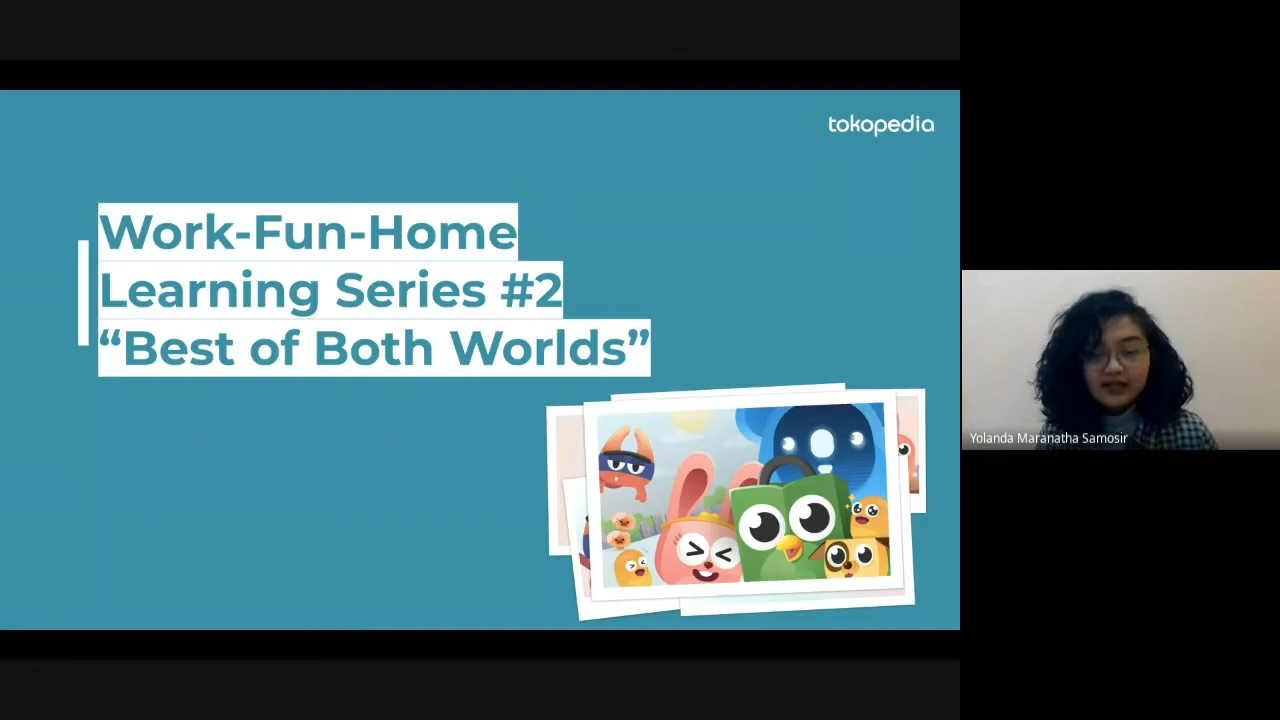 tokopedia
Work-Fun-Home
Learning Series #2
“Best of Both Worlds”
Yolanda Maranatha Samosir